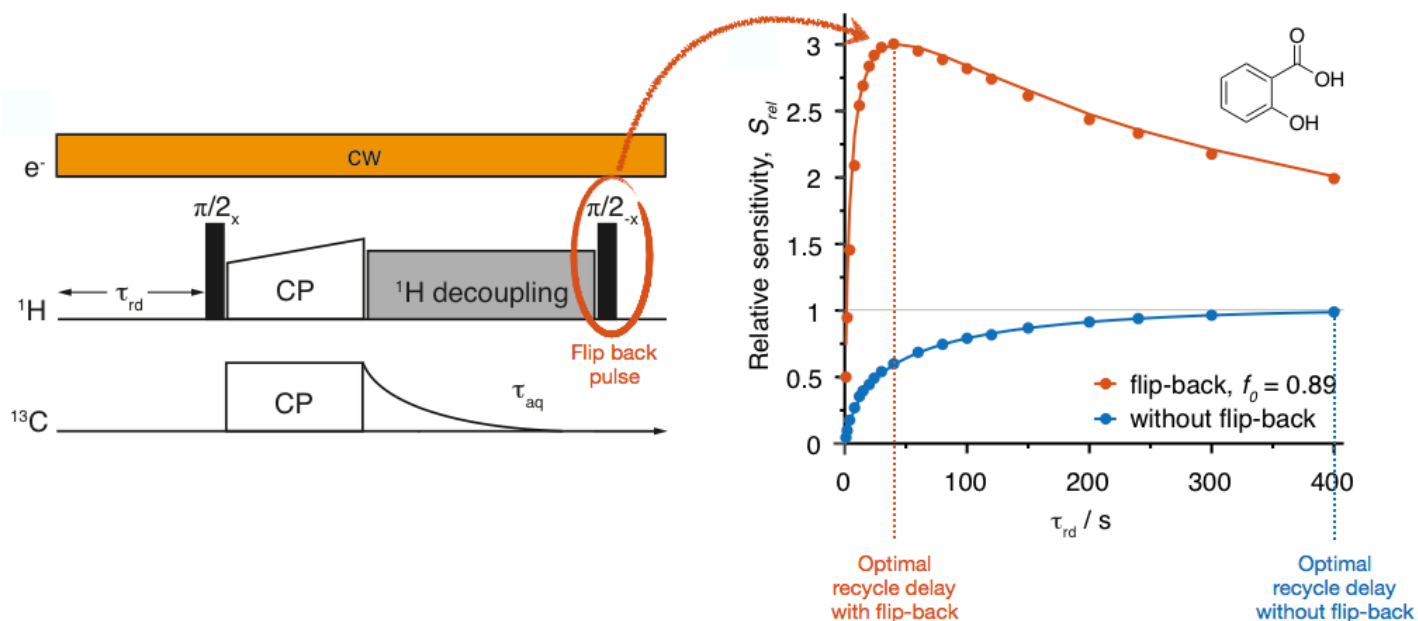 e-
cw
π/2x
π/2-x
τrd
CP
1H decoupling
1H
Flip back
pulse
CP
τaq
13C
Relative sensitivity, Srel
3
2.5
2
1.5
1
0.5
0
O
OH
OH
flip-back, f0 = 0.89
without flip-back
0
100
200
300
400
τrd / s
Optimal
recycle delay
with flip-back
Optimal
recycle delay
without flip-back